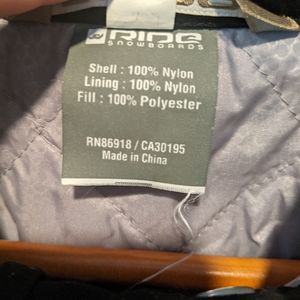 RIDE
SNOWBOARDS
Shell : 100% Nylon
Lining : 100% Nylon
Fill : 100% Polyester
RN86918 / CA30195
Made in China